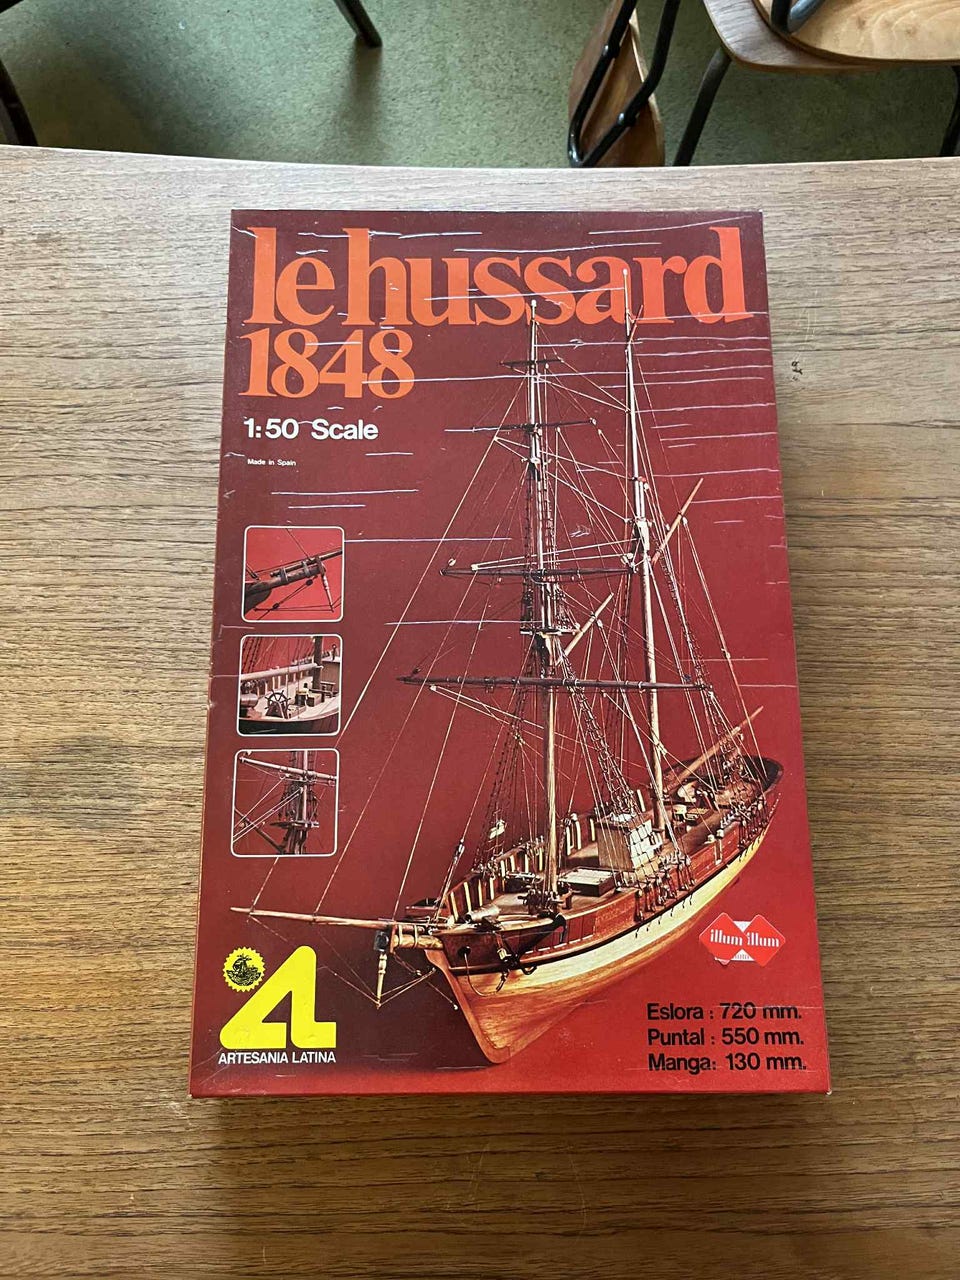 le hussard
1848
1:50 Scale
Made in Spain
illum illum
ARTESANIA LATINA
Eslora : 720 mm.
Puntal : 550 mm.
Manga: 130 mm.